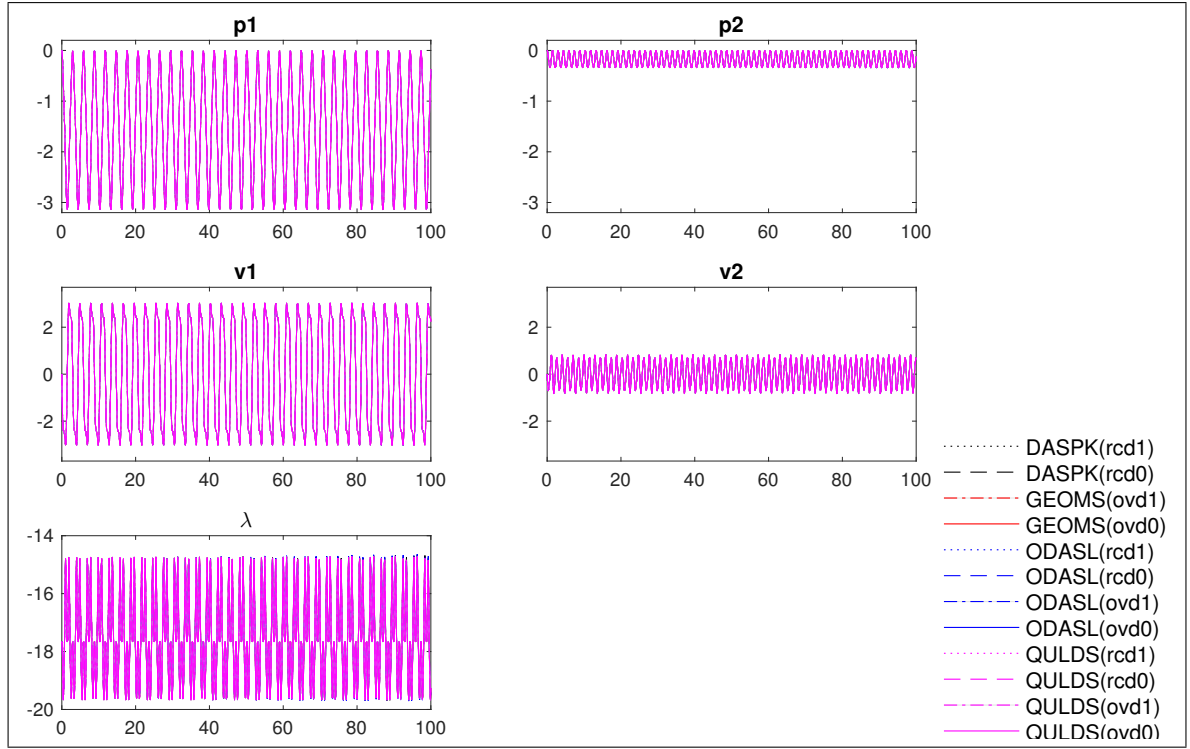 p1
p2
0
-1
-2
-3
0 20 40 60 80 100
0
-1
-2
-3
0 20 40 60 80 100
v1
v2
2
0
-2
0 20 40 60 80 100
2
0
-2
0 20 40 60 80 100
λ
-14
-16
-18
-20
0 20 40 60 80 100
DASPK(rcd1)
DASPK(rcd0)
GEOMS(ovd1)
GEOMS(ovd0)
ODASL(rcd1)
ODASL(rcd0)
ODASL(ovd1)
ODASL(ovd0)
QULDS(rcd1)
QULDS(rcd0)
QULDS(ovd1)
QULDS(ovd0)